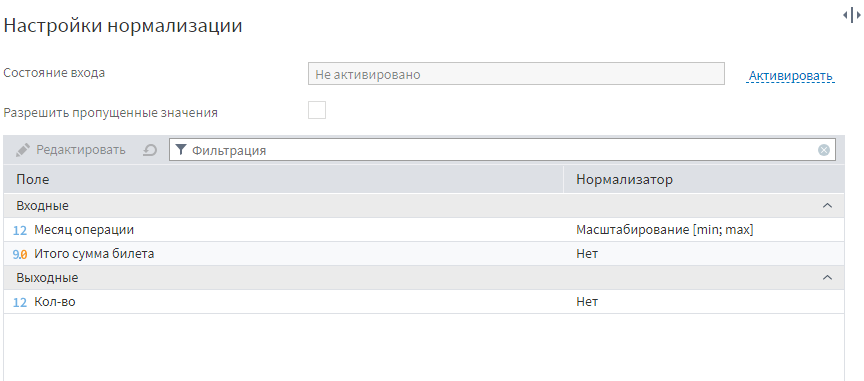 Настройки нормализации
Состояние входа Не активировано Активировать
Разрешить пропущенные значения
Редактировать Фильтрация
Поле Нормализатор
Входные
12 Месяц операции Масштабирование [min; max]
9.0 Итого сумма билета Нет
Выходные
12 Кол-во Нет